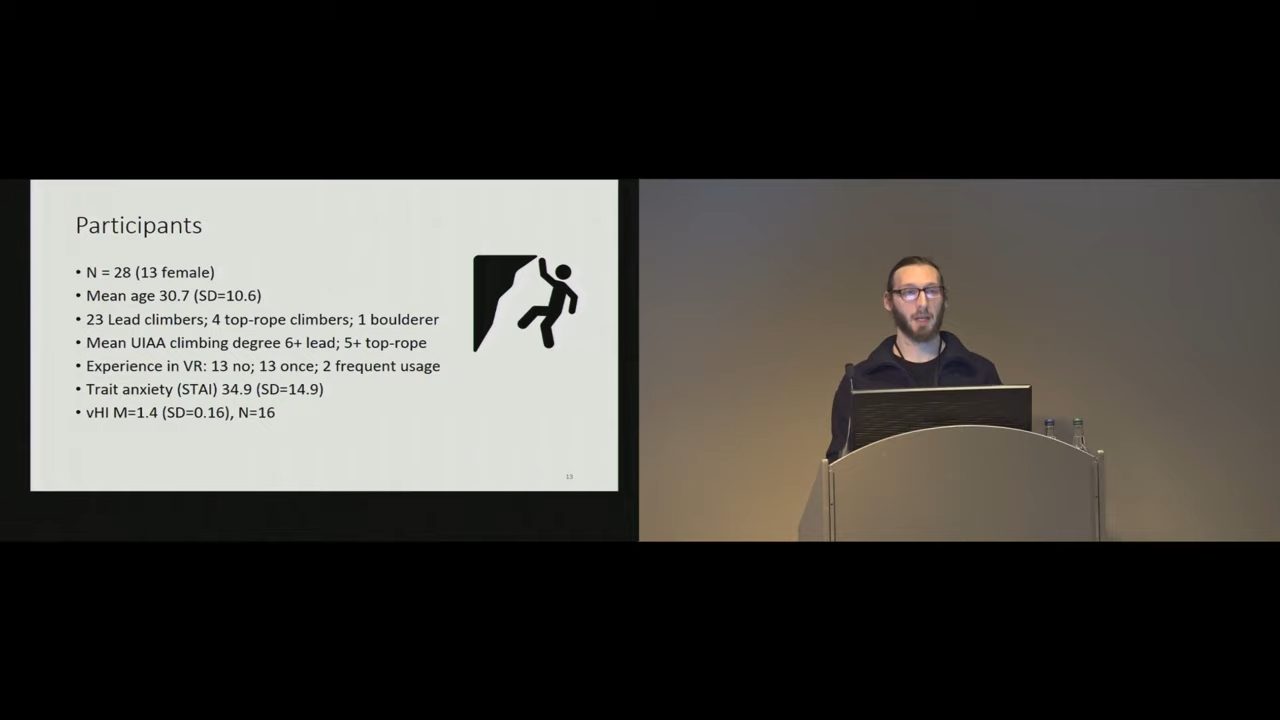 Participants
• N = 28 (13 female)
• Mean age 30.7 (SD=10.6)
• 23 Lead climbers; 4 top-rope climbers; 1 boulderer
• Mean UIAA climbing degree 6+ lead; 5+ top-rope
• Experience in VR: 13 no; 13 once; 2 frequent usage
• Trait anxiety (STAI) 34.9 (SD=14.9)
• vHI M=1.4 (SD=0.16), N=16
13